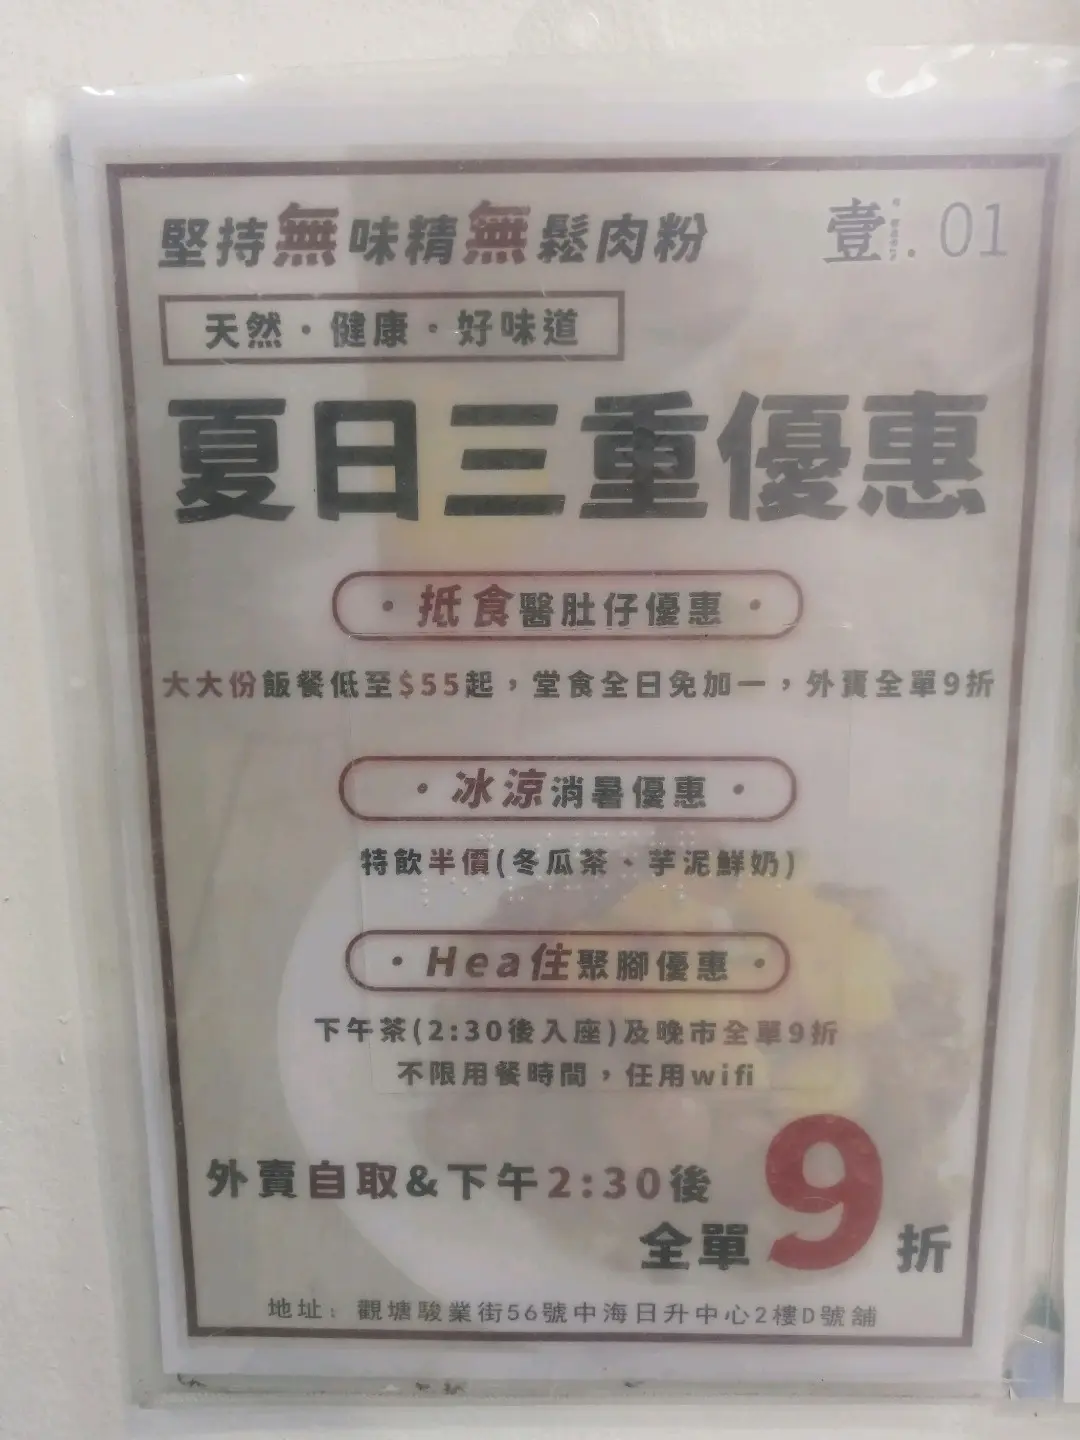 堅持無味精無鬆肉粉
壹 . 01
天然・健康・好味道
夏日三重優惠
・抵食醫肚仔優惠・
大大份飯餐低至$55起，堂食全日免加一，外賣全單9折
・冰涼消暑優惠・
特飲半價(冬瓜茶、芋泥鮮奶)
・Hea住聚腳優惠・
下午茶(2:30後入座)及晚市全單9折
不限用餐時間，任用wifi
外賣自取&下午2:30後
全單9折
地址：觀塘駿業街56號中海日升中心2樓D號舖